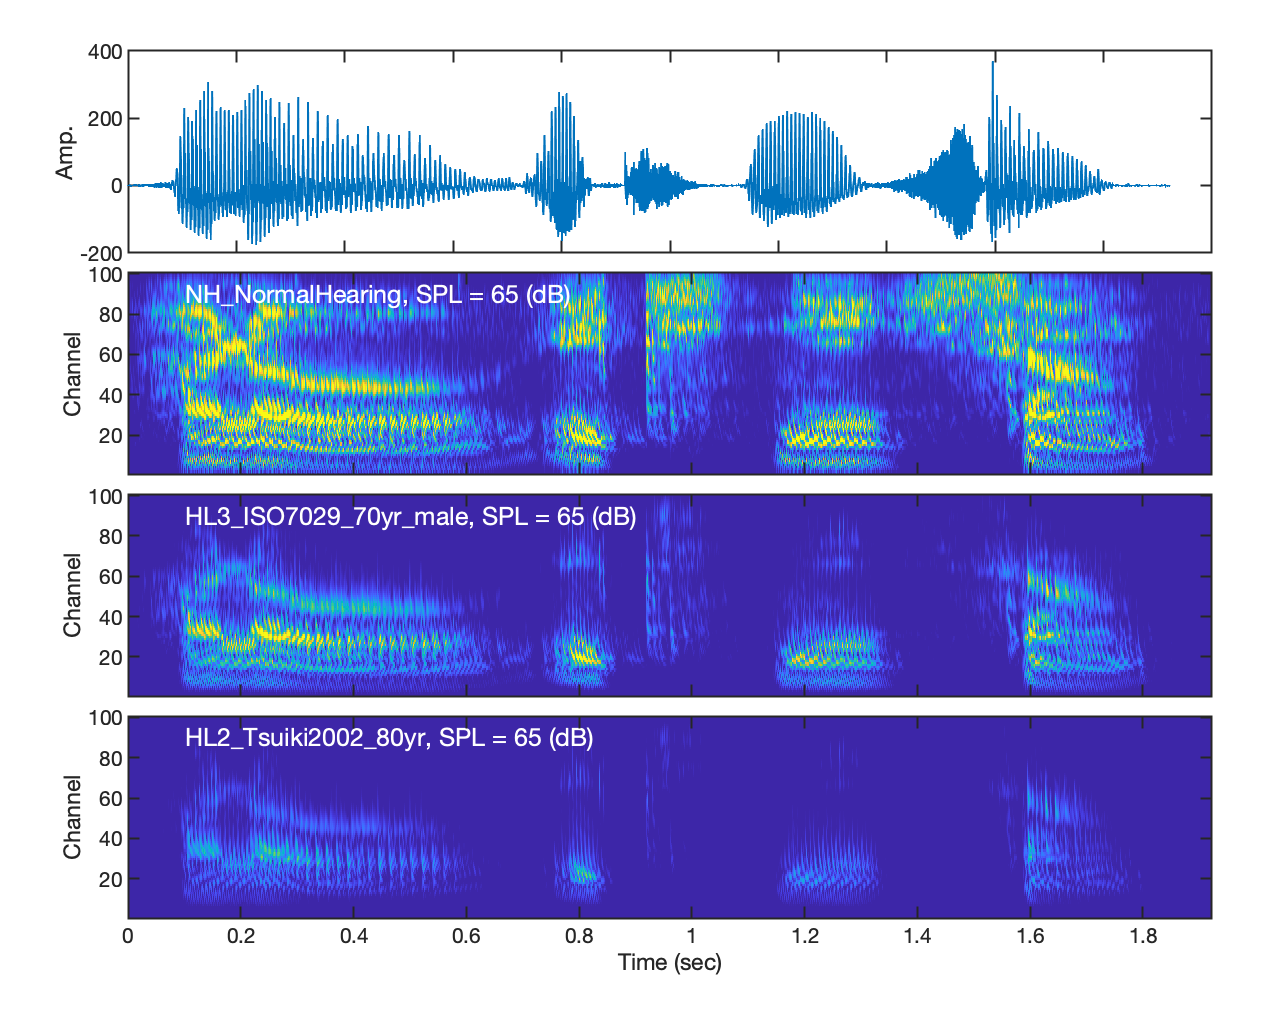 400
200
0
-200
Amp.
100
80
60
40
20
Channel
NH_NormalHearing, SPL = 65 (dB)
100
80
60
40
20
Channel
HL3_ISO7029_70yr_male, SPL = 65 (dB)
100
80
60
40
20
Channel
HL2_Tsuiki2002_80yr, SPL = 65 (dB)
0 0.2 0.4 0.6 0.8 1 1.2 1.4 1.6 1.8
Time (sec)